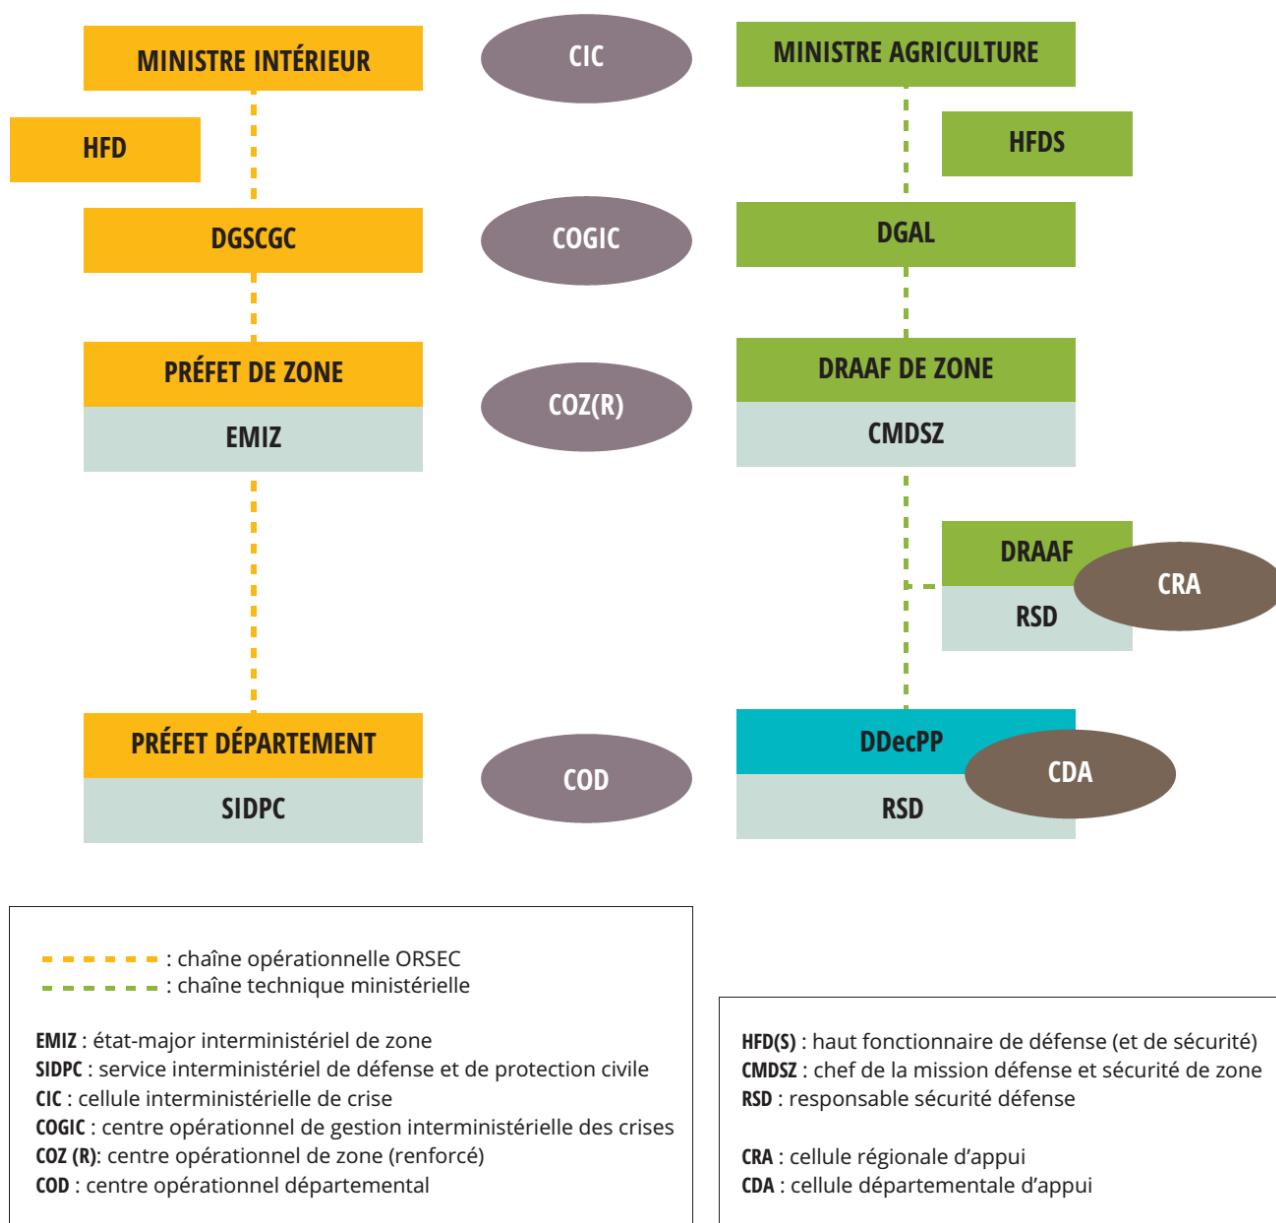 MINISTRE INTÉRIEUR
CIC
MINISTRE AGRICULTURE
HFD
HFDS
DGSCGC
COGIC
DGAL
PRÉFET DE ZONE
EMIZ
COZ(R)
DRAAF DE ZONE
CMDSZ
DRAAF
RSD
CRA
PRÉFET DÉPARTEMENT
SIDPC
COD
DDecPP
RSD
CDA
: chaîne opérationnelle ORSEC
: chaîne technique ministérielle
EMIZ : état-major interministériel de zone
SIDPC : service interministériel de défense et de protection civile
CIC : cellule interministérielle de crise
COGIC : centre opérationnel de gestion interministérielle des crises
COZ (R): centre opérationnel de zone (renforcé)
COD : centre opérationnel départemental
HFD(S) : haut fonctionnaire de défense (et de sécurité)
CMDSZ : chef de la mission défense et sécurité de zone
RSD : responsable sécurité défense
CRA : cellule régionale d'appui
CDA : cellule départementale d'appui